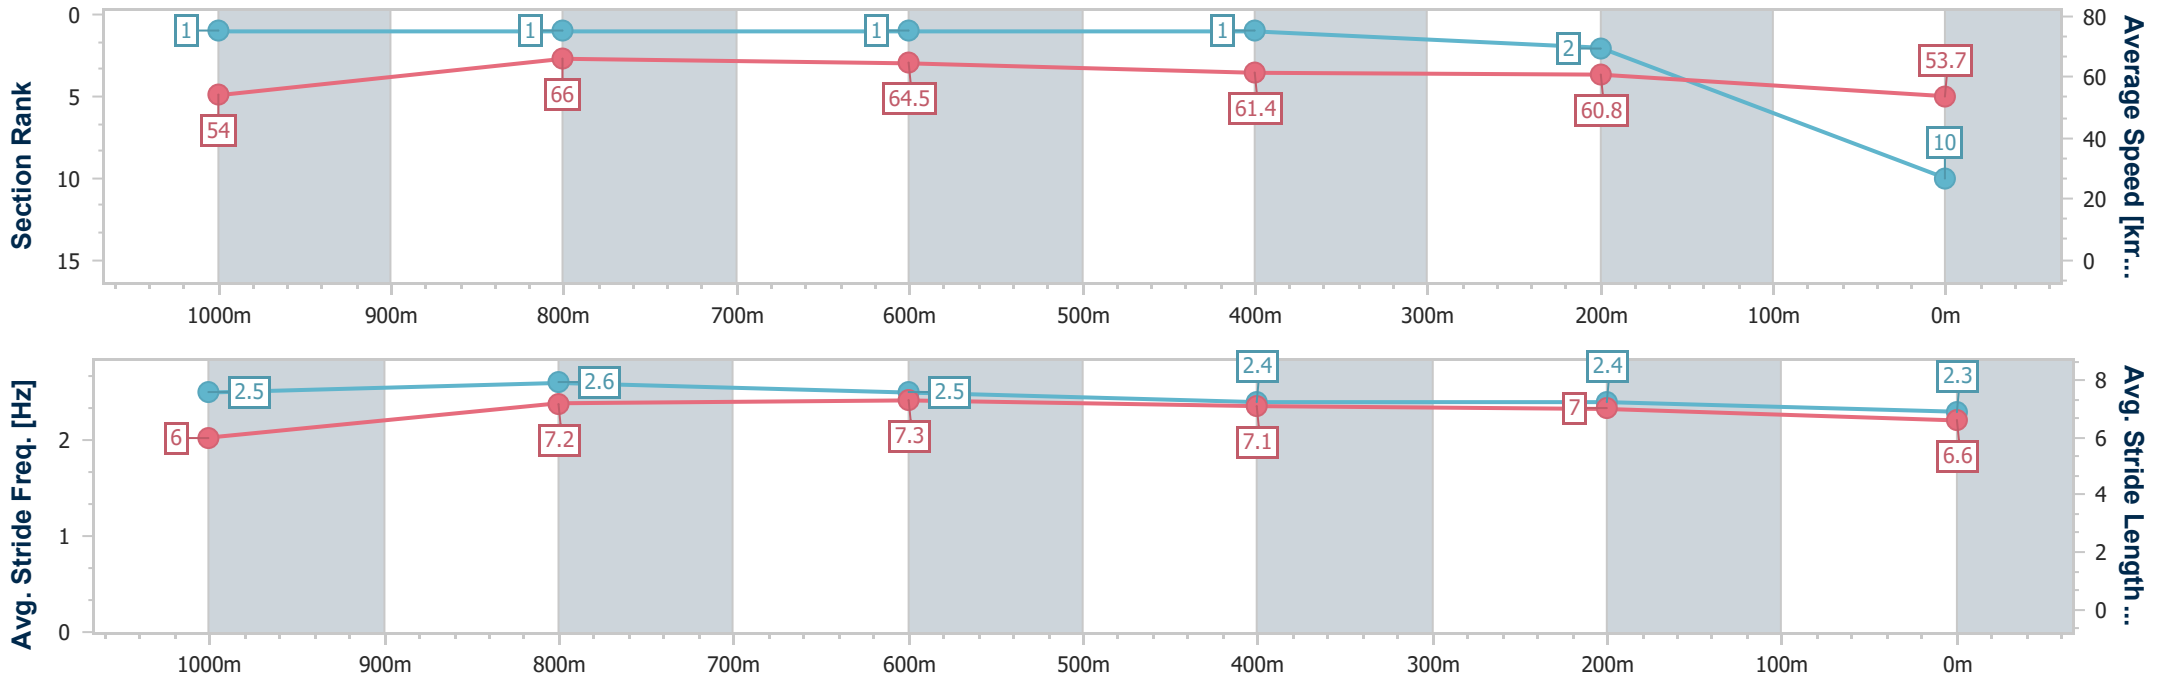 Section Rank
0
5
10
15
1
1
1
1
2
10
54
66
64.5
61.4
60.8
53.7
80
60
40
20
0
Average Speed [km...
1000m
900m
800m
700m
600m
500m
400m
300m
200m
100m
0m
Avg. Stride Freq. [Hz]
2
1
0
2.5
2.6
2.5
2.4
2.4
2.3
6
7.2
7.3
7.1
7
6.6
8
6
4
2
0
Avg. Stride Length...
1000m
900m
800m
700m
600m
500m
400m
300m
200m
100m
0m